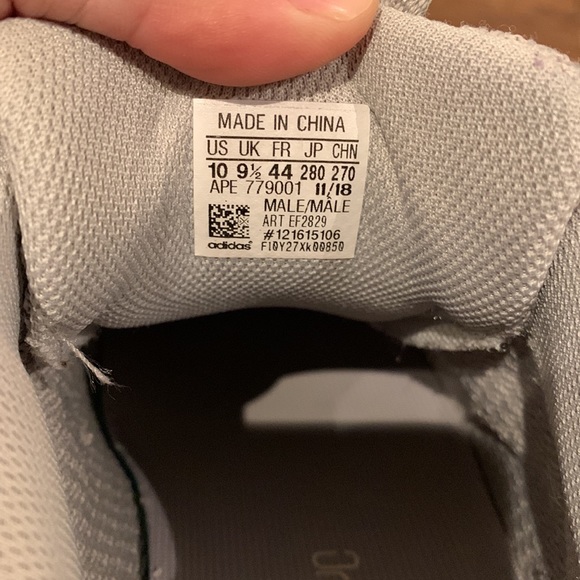 MADE IN CHINA
US UK FR JP CHN
10 9½ 44 280 270
APE 779001 11/18
MALE/MÂLE
ART EF2829
#121615106
adidas® F10Y27Xk00850